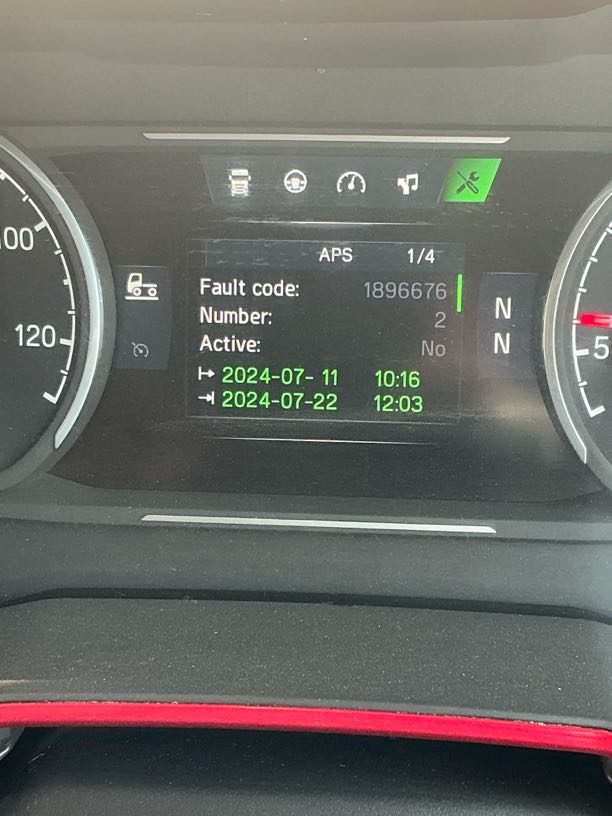 APS 1/4
Fault code: 1896676
Number: 2
Active: No
2024-07- 11 10:16
2024-07-22 12:03
100
120
N
N
5